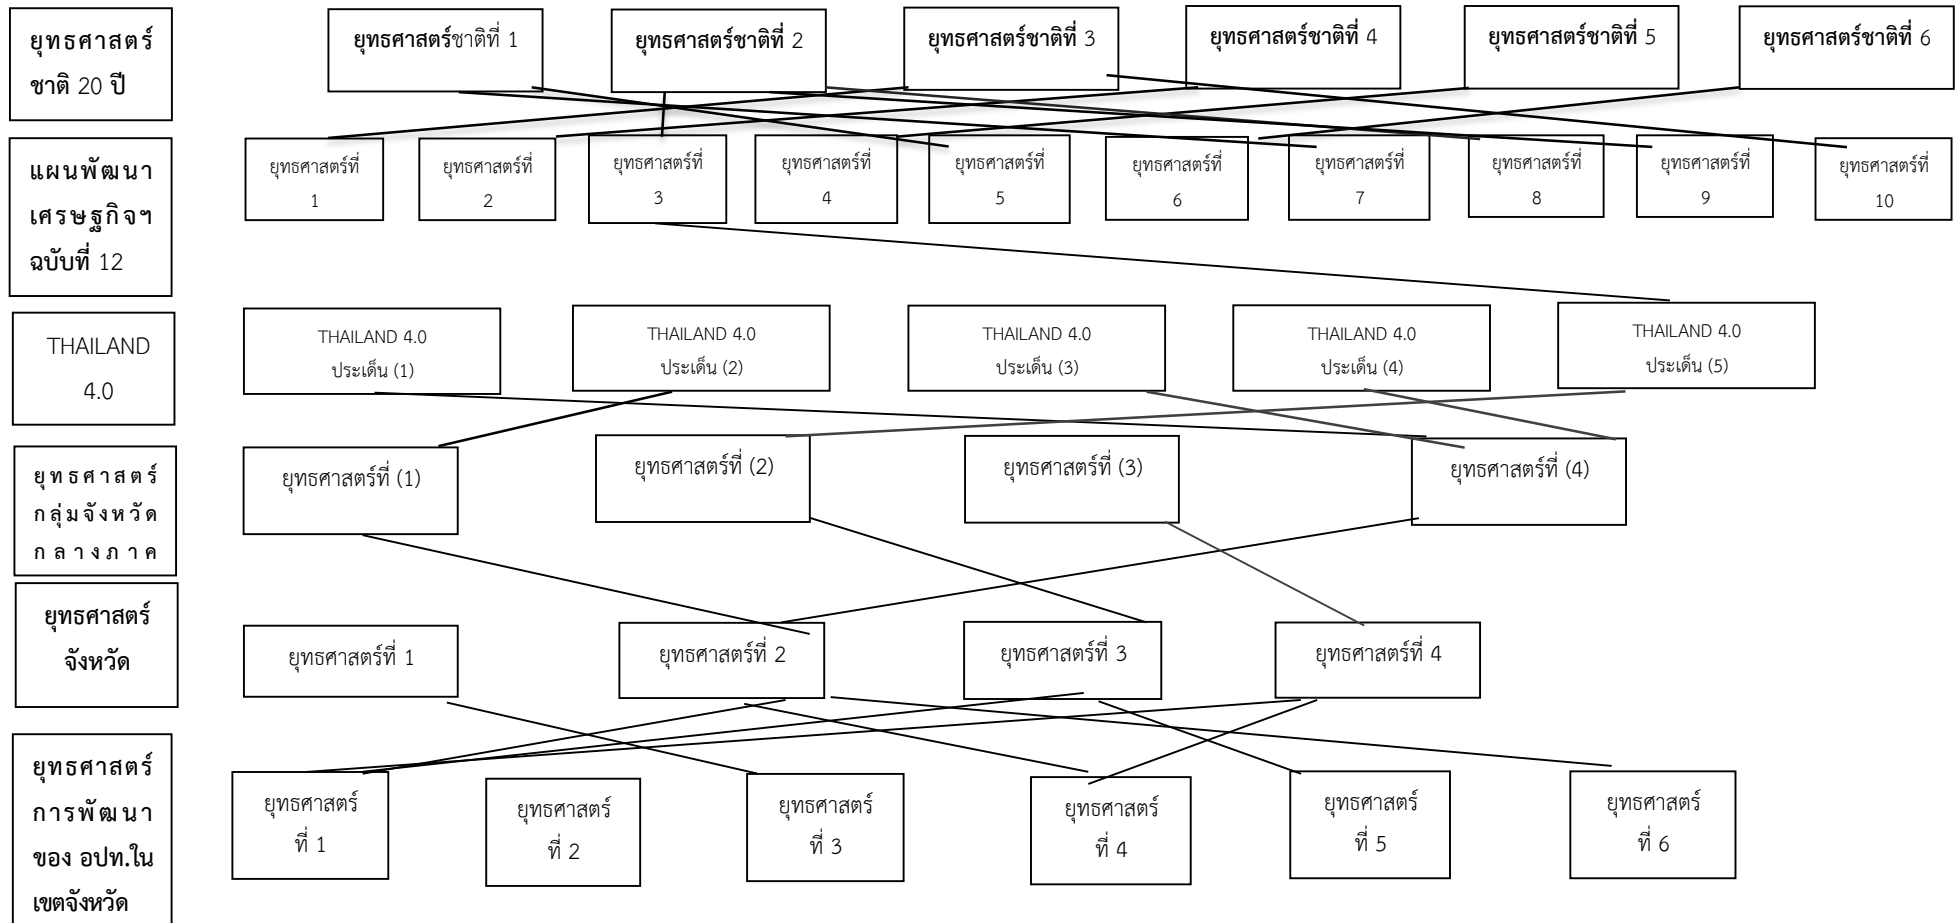 ยุทธศาสตร์
ชาติ 20 ปี
ยุทธศาสตร์ชาติที่ 1
ยุทธศาสตร์ชาติที่ 2
ยุทธศาสตร์ชาติที่ 3
ยุทธศาสตร์ชาติที่ 4
ยุทธศาสตร์ชาติที่ 5
ยุทธศาสตร์ชาติที่ 6
แผนพัฒนา
เศรษฐกิจฯ
ฉบับที่ 12
ยุทธศาสตร์ที่
1
ยุทธศาสตร์ที่
2
ยุทธศาสตร์ที่
3
ยุทธศาสตร์ที่
4
ยุทธศาสตร์ที่
5
ยุทธศาสตร์ที่
6
ยุทธศาสตร์ที่
7
ยุทธศาสตร์ที่
8
ยุทธศาสตร์ที่
9
ยุทธศาสตร์ที่
10
THAILAND
4.0
THAILAND 4.0
ประเด็น (1)
THAILAND 4.0
ประเด็น (2)
THAILAND 4.0
ประเด็น (3)
THAILAND 4.0
ประเด็น (4)
THAILAND 4.0
ประเด็น (5)
ยุทธศาสตร์
กลุ่มจังหวัด
กลางภาค
ยุทธศาสตร์ที่ (1)
ยุทธศาสตร์ที่ (2)
ยุทธศาสตร์ที่ (3)
ยุทธศาสตร์ที่ (4)
ยุทธศาสตร์
จังหวัด
ยุทธศาสตร์ที่ 1
ยุทธศาสตร์ที่ 2
ยุทธศาสตร์ที่ 3
ยุทธศาสตร์ที่ 4
ยุทธศาสตร์
การพัฒนา
ของ อปท.ใน
เขตจังหวัด
ยุทธศาสตร์
ที่ 1
ยุทธศาสตร์
ที่ 2
ยุทธศาสตร์
ที่ 3
ยุทธศาสตร์
ที่ 4
ยุทธศาสตร์
ที่ 5
ยุทธศาสตร์
ที่ 6